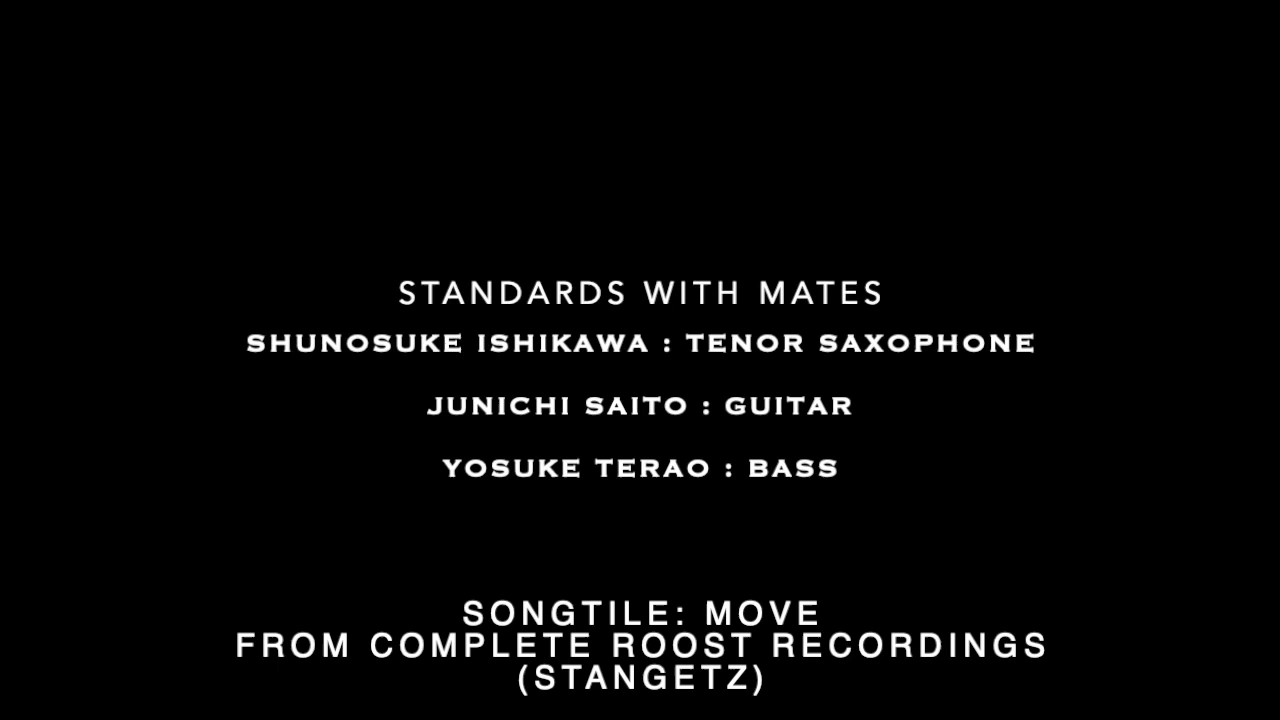 STANDARDS WITH MATES
SHUNOSUKE ISHIKAWA : TENOR SAXOPHONE
JUNICHI SAITO : GUITAR
YOSUKE TERAO : BASS
SONGTILE: MOVE
FROM COMPLETE ROOST RECORDINGS
(STANGETZ)